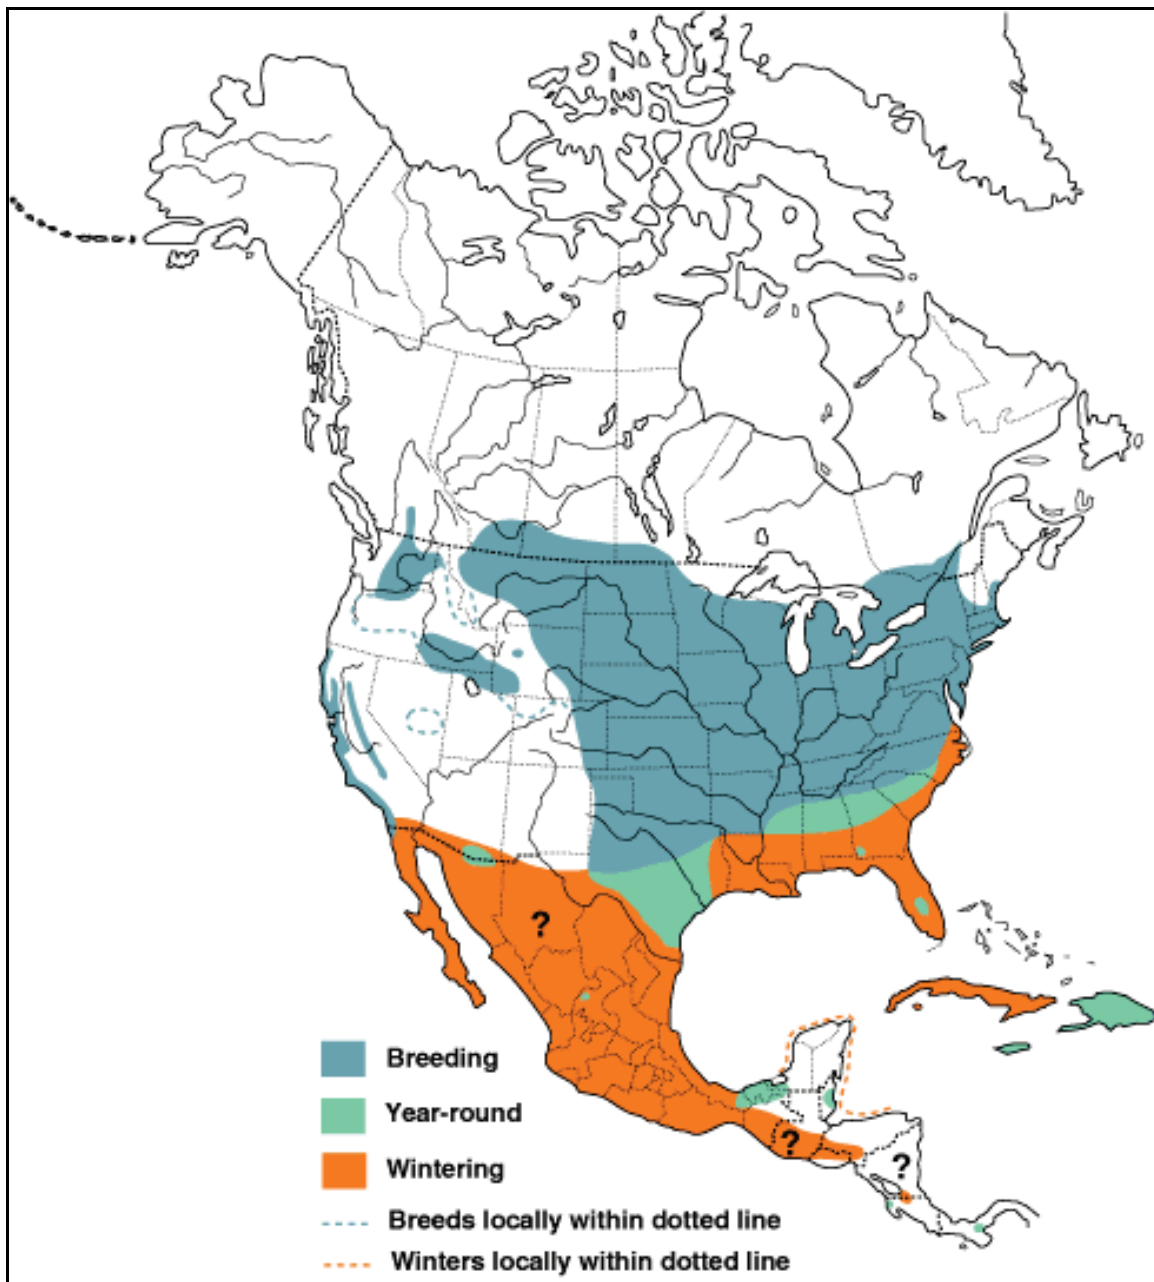 ?
Breeding
Year-round
Wintering
?
?
Breeds locally within dotted line
Winters locally within dotted line